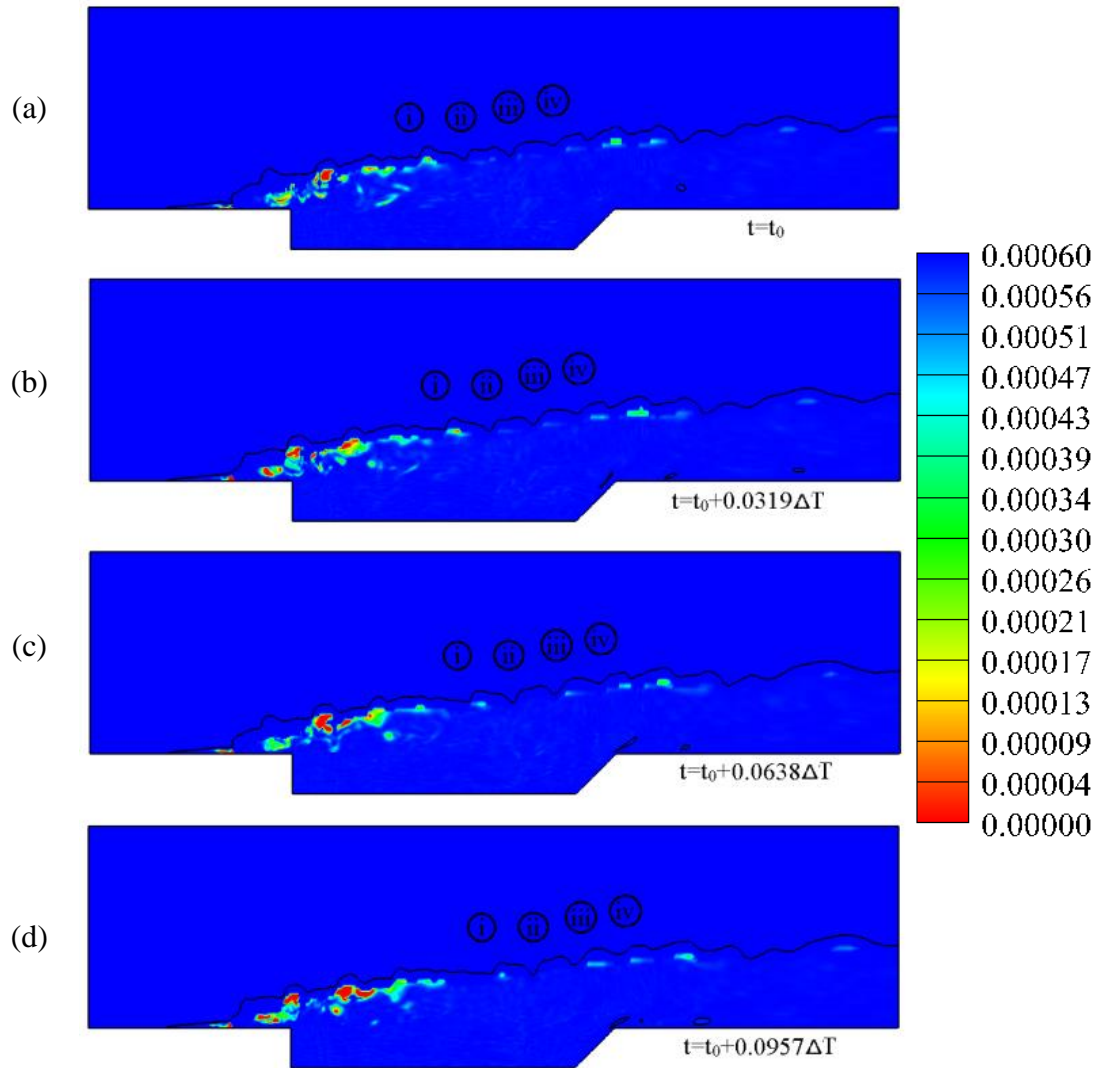 (a)
i ii iii iv
t=t₀
(b)
i ii iii iv
t=t₀+0.0319ΔT
(c)
i ii iii iv
t=t₀+0.0638ΔT
(d)
i ii iii iv
t=t₀+0.0957ΔT
0.00060
0.00056
0.00051
0.00047
0.00043
0.00039
0.00034
0.00030
0.00026
0.00021
0.00017
0.00013
0.00009
0.00004
0.00000